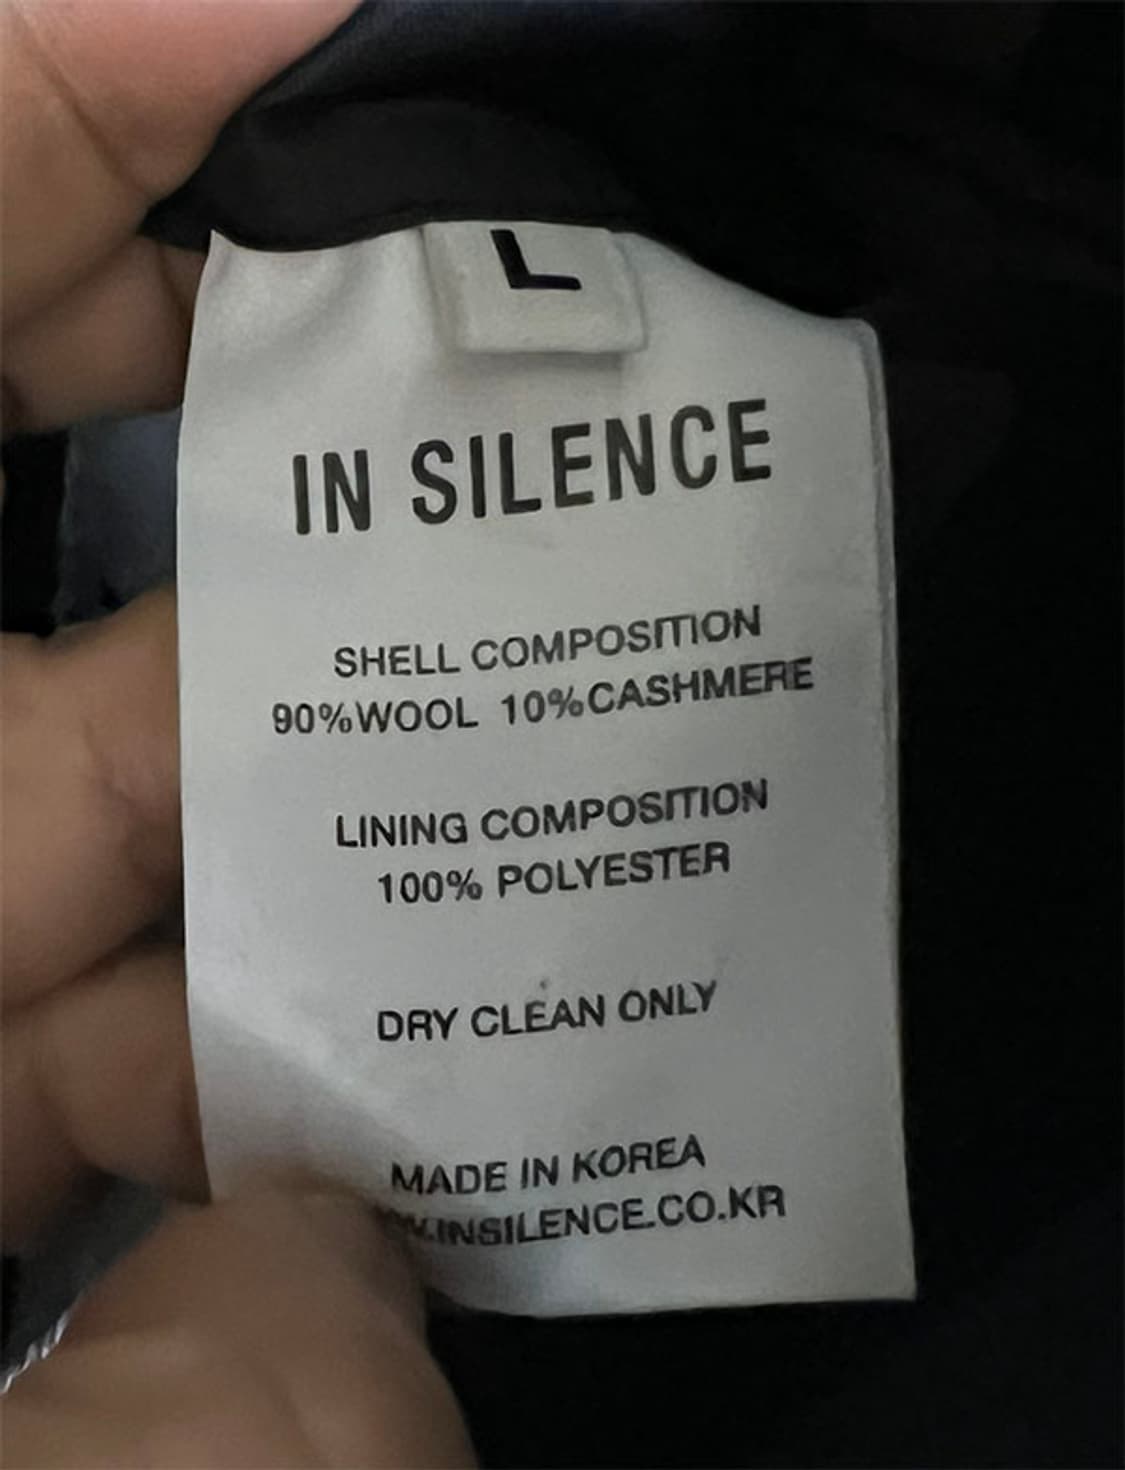 L
IN SILENCE
SHELL COMPOSITION
90%WOOL 10%CASHMERE
LINING COMPOSITION
100% POLYESTER
DRY CLEAN ONLY
MADE IN KOREA
INSILENCE.CO.KR